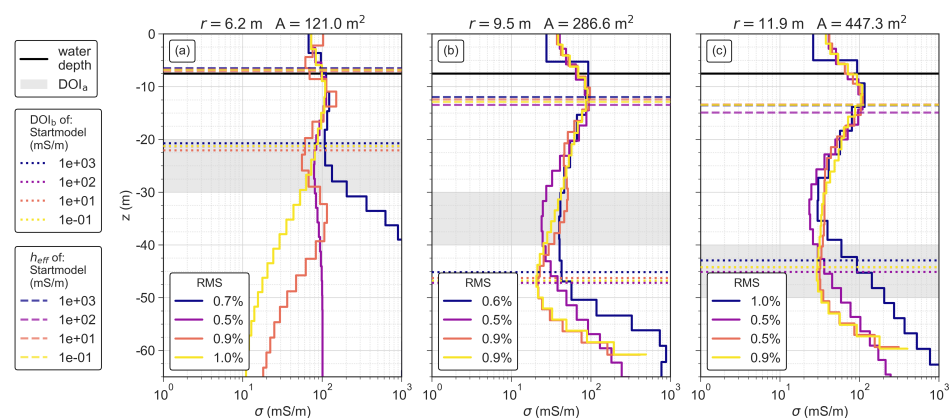 r = 6.2 m A = 121.0 m²
r = 9.5 m A = 286.6 m²
r = 11.9 m A = 447.3 m²
water
depth
DOIₐ
DOI_b of:
Startmodel
(mS/m)
1e+03
1e+02
1e+01
1e-01
h_eff of:
Startmodel
(mS/m)
1e+03
1e+02
1e+01
1e-01
z (m)
0
−10
−20
−30
−40
−50
−60
(a)
RMS
0.7%
0.5%
0.9%
1.0%
10⁰ 10¹ 10² 10³
σ (mS/m)
(b)
RMS
0.6%
0.5%
0.9%
0.9%
10⁰ 10¹ 10² 10³
σ (mS/m)
(c)
RMS
1.0%
0.5%
0.5%
0.9%
10⁰ 10¹ 10² 10³
σ (mS/m)